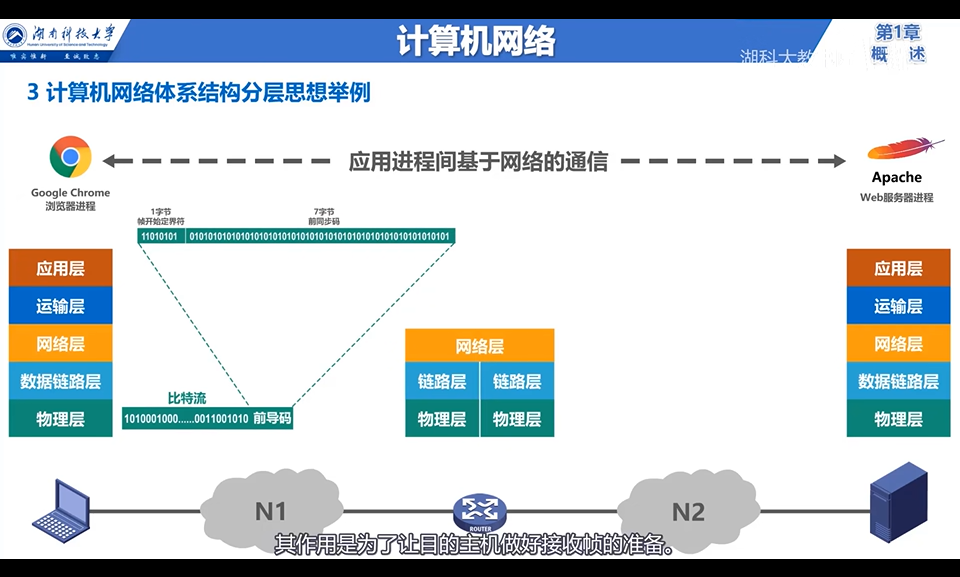 湖南科技大学
Hunan University of Science and Technology
唯实惟新 至诚致志
计算机网络
第1章
概 述
湖科大教
3 计算机网络体系结构分层思想举例
应用进程间基于网络的通信
Google Chrome
浏览器进程
Apache
Web服务器进程
1字节
帧开始定界符
7字节
前同步码
11010101
01010101010101010101010101010101010101010101010101010101
应用层
运输层
网络层
数据链路层
物理层
比特流
1010001000......0011001010 前导码
网络层
链路层 链路层
物理层 物理层
应用层
运输层
网络层
数据链路层
物理层
N1
ROUTER
N2
其作用是为了让目的主机做好接收帧的准备。